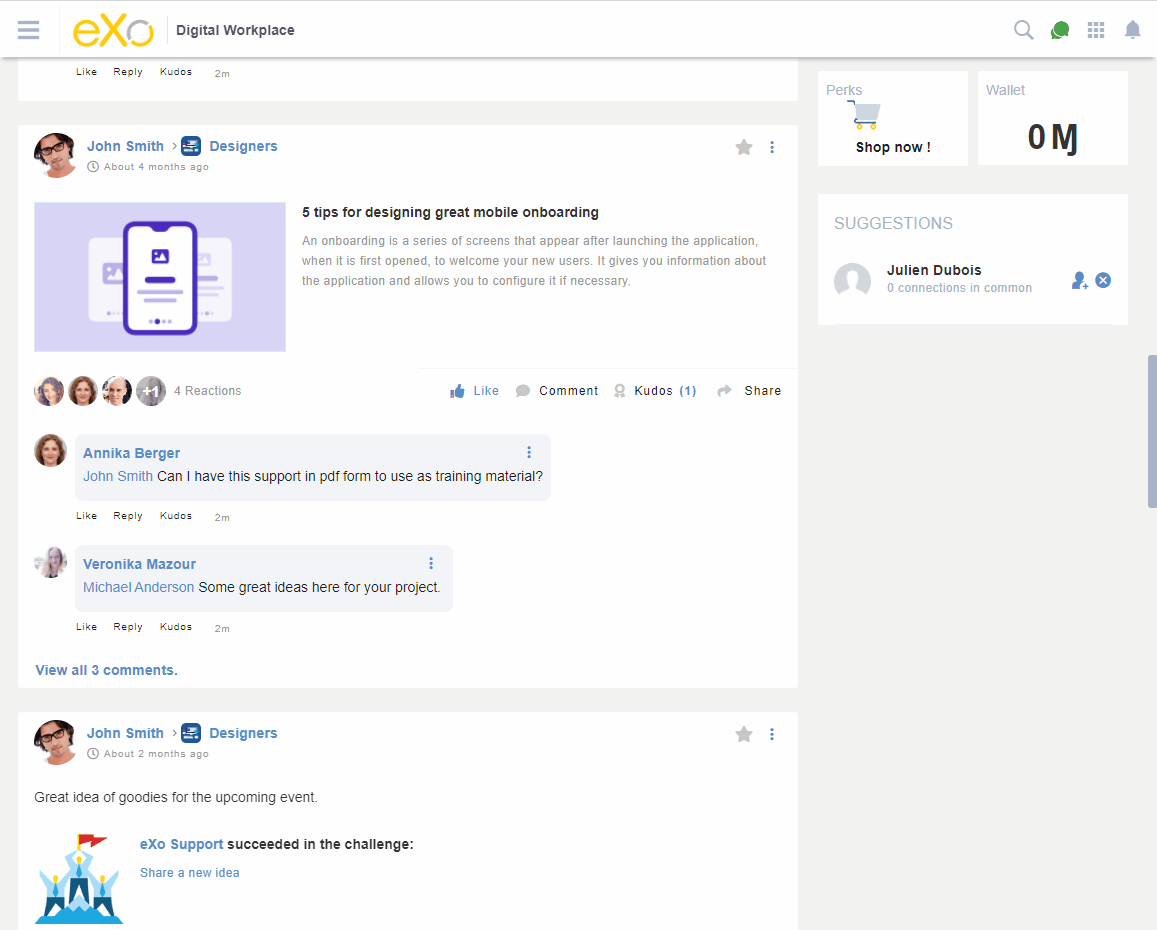 eXo
Digital Workplace
Like Reply Kudos 2m
John Smith > Designers
About 4 months ago
5 tips for designing great mobile onboarding
An onboarding is a series of screens that appear after launching the application,
when it is first opened, to welcome your new users. It gives you information about
the application and allows you to configure it if necessary.
+1 4 Reactions
Like Comment Kudos (1) Share
Annika Berger
John Smith Can I have this support in pdf form to use as training material?
Like Reply Kudos 2m
Veronika Mazour
Michael Anderson Some great ideas here for your project.
Like Reply Kudos 2m
View all 3 comments.
John Smith > Designers
About 2 months ago
Great idea of goodies for the upcoming event.
eXo Support succeeded in the challenge:
Share a new idea
Perks
Shop now !
Wallet
0 Ɱ
SUGGESTIONS
Julien Dubois
0 connections in common